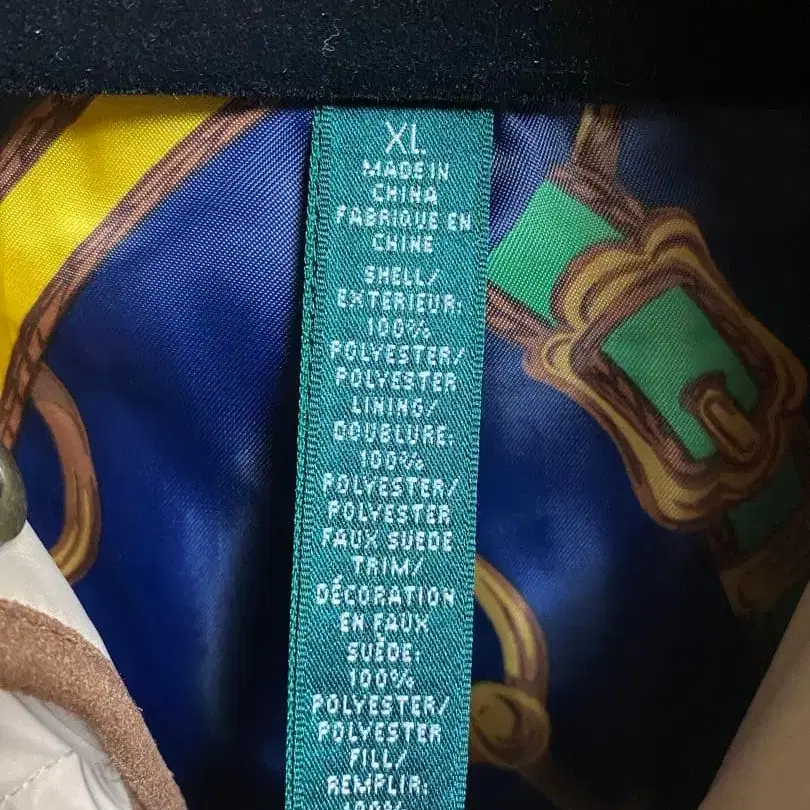 XL
MADE IN
CHINA
FABRIQUE EN
CHINE
SHELL/
EXTERIEUR:
100%
POLYESTER/
POLYESTER
LINING/
DOUBLURE:
100%
POLYESTER/
POLYESTER
FAUX SUEDE
TRIM/
DÉCORATION
EN FAUX
SUÈDE:
100%
POLYESTER/
POLYESTER
FILL/
REMPLIR:
100%